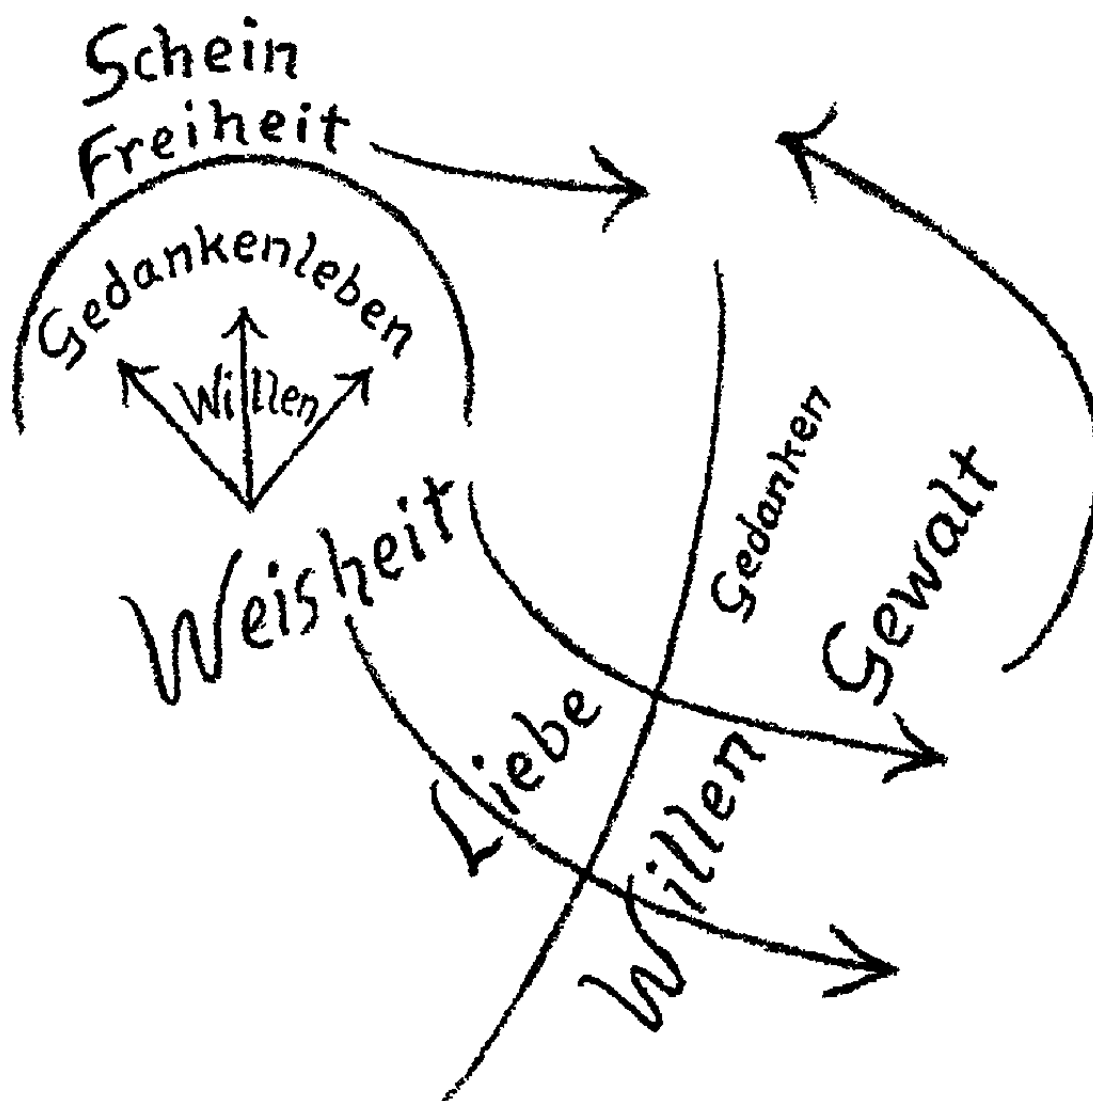 Schein
Freiheit
Gedankenleben
Willen
Weisheit
Liebe
Gedanken
Gewalt
Willen